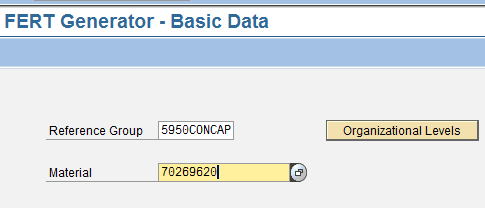 FERT Generator - Basic Data
Reference Group 5950CONCAP Organizational Levels
Material 70269620